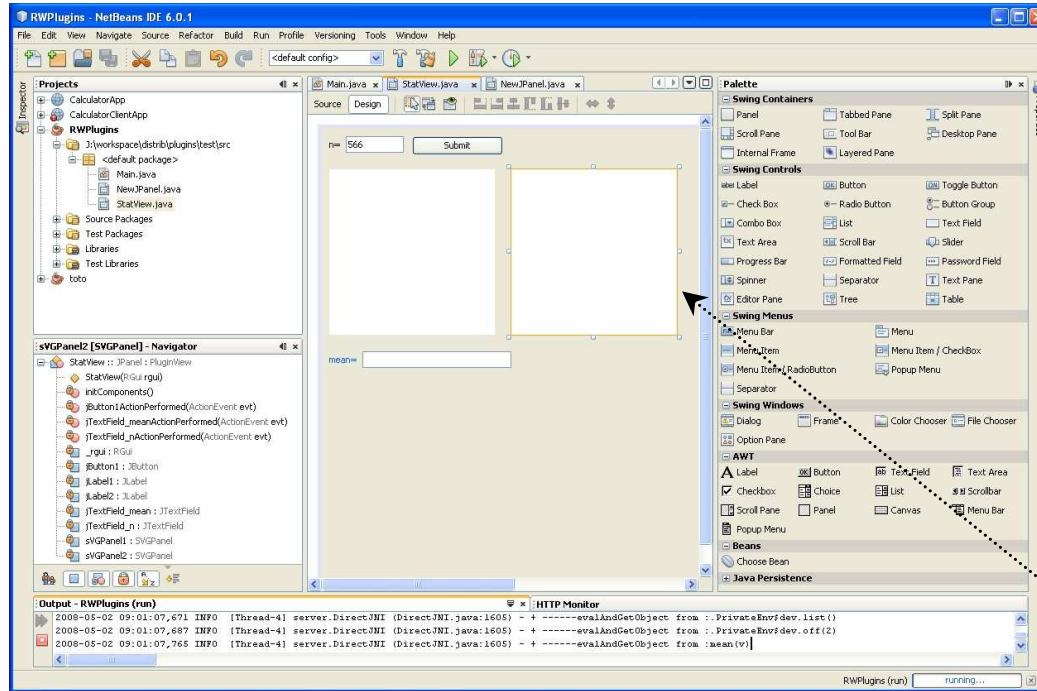 RWPlugins - NetBeans IDE 6.0.1
File Edit View Navigate Source Refactor Build Run Profile Versioning Tools Window Help
<default config>
Inspector
Projects
CalculatorApp
CalculatorClientApp
RWPlugins
J:\workspace\distrib\plugins\test\src
<default package>
Main.java
NewJPanel.java
StatView.java
Source Packages
Test Packages
Libraries
Test Libraries
toto
sVGPanel2 [SVGPanel] - Navigator
StatView :: JPanel : PluginView
StatView(RGui rgui)
initComponents()
jButton1ActionPerformed(ActionEvent evt)
jTextField_meanActionPerformed(ActionEvent evt)
jTextField_nActionPerformed(ActionEvent evt)
_rgui : RGui
jButton1 : JButton
jLabel1 : JLabel
jLabel2 : JLabel
jTextField_mean : JTextField
jTextField_n : JTextField
sVGPanel1 : SVGPanel
sVGPanel2 : SVGPanel
Main.java x StatView.java x NewJPanel.java x
Source Design
n= 566 Submit
mean=
Palette
Swing Containers
Panel Tabbed Pane Split Pane
Scroll Pane Tool Bar Desktop Pane
Internal Frame Layered Pane
Swing Controls
label Label OK Button ON Toggle Button
Check Box Radio Button Button Group
Combo Box List Text Field
Text Area Scroll Bar Slider
Progress Bar Formatted Field Password Field
Spinner Separator Text Pane
Editor Pane Tree Table
Swing Menus
Menu Bar Menu
Menu Item Menu Item / CheckBox
Menu Item / RadioButton Popup Menu
Separator
Swing Windows
Dialog Frame Color Chooser File Chooser
Option Pane
AWT
A Label OK Button Text Field Text Area
Checkbox Choice List Scrollbar
Scroll Pane Panel Canvas Menu Bar
Popup Menu
Beans
Choose Bean
Java Persistence
Output - RWPlugins (run) HTTP Monitor
2008-05-02 09:01:07,671 INFO [Thread-4] server.DirectJNI (DirectJNI.java:1605) - + ------evalAndGetObject from :.PrivateEnv$dev.list()
2008-05-02 09:01:07,687 INFO [Thread-4] server.DirectJNI (DirectJNI.java:1605) - + ------evalAndGetObject from :.PrivateEnv$dev.off(2)
2008-05-02 09:01:07,765 INFO [Thread-4] server.DirectJNI (DirectJNI.java:1605) - + ------evalAndGetObject from :mean(v)
RWPlugins (run) running...